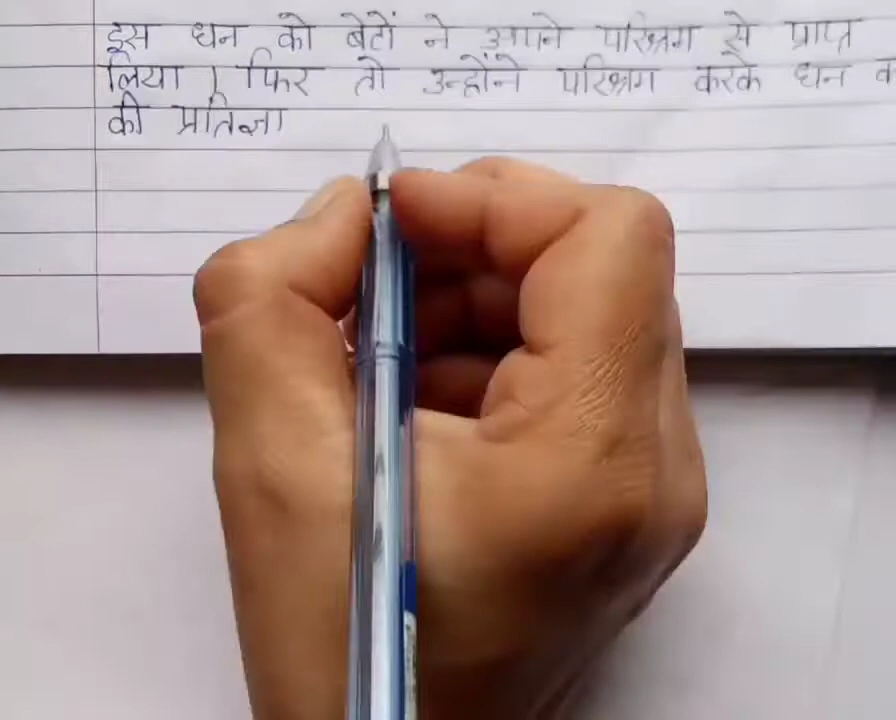 इस धन को बेटों ने अपने परिश्रम से प्राप्त
लिया । फिर तो उन्होंने परिश्रम करके धन
की प्रतिज्ञा